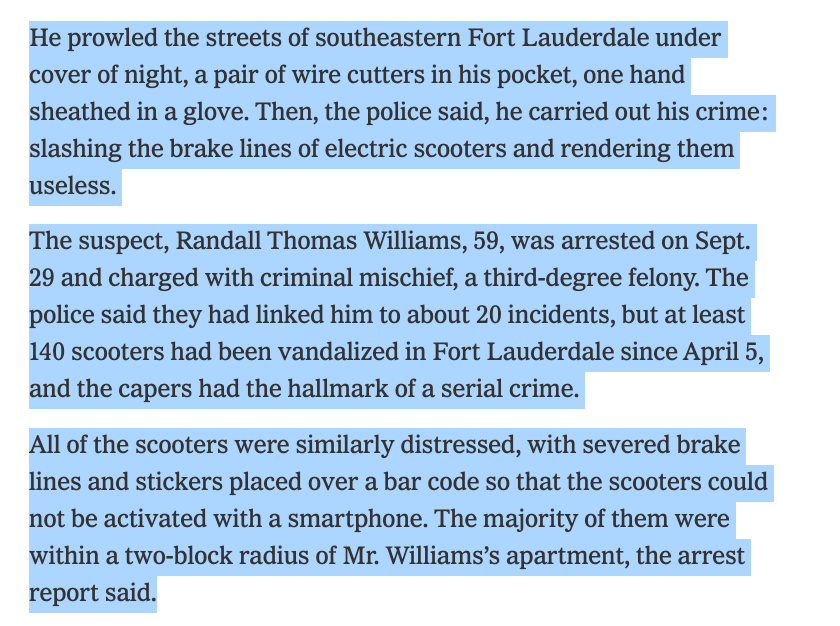 He prowled the streets of southeastern Fort Lauderdale under
cover of night, a pair of wire cutters in his pocket, one hand
sheathed in a glove. Then, the police said, he carried out his crime:
slashing the brake lines of electric scooters and rendering them
useless.
The suspect, Randall Thomas Williams, 59, was arrested on Sept.
29 and charged with criminal mischief, a third-degree felony. The
police said they had linked him to about 20 incidents, but at least
140 scooters had been vandalized in Fort Lauderdale since April 5,
and the capers had the hallmark of a serial crime.
All of the scooters were similarly distressed, with severed brake
lines and stickers placed over a bar code so that the scooters could
not be activated with a smartphone. The majority of them were
within a two-block radius of Mr. Williams’s apartment, the arrest
report said.